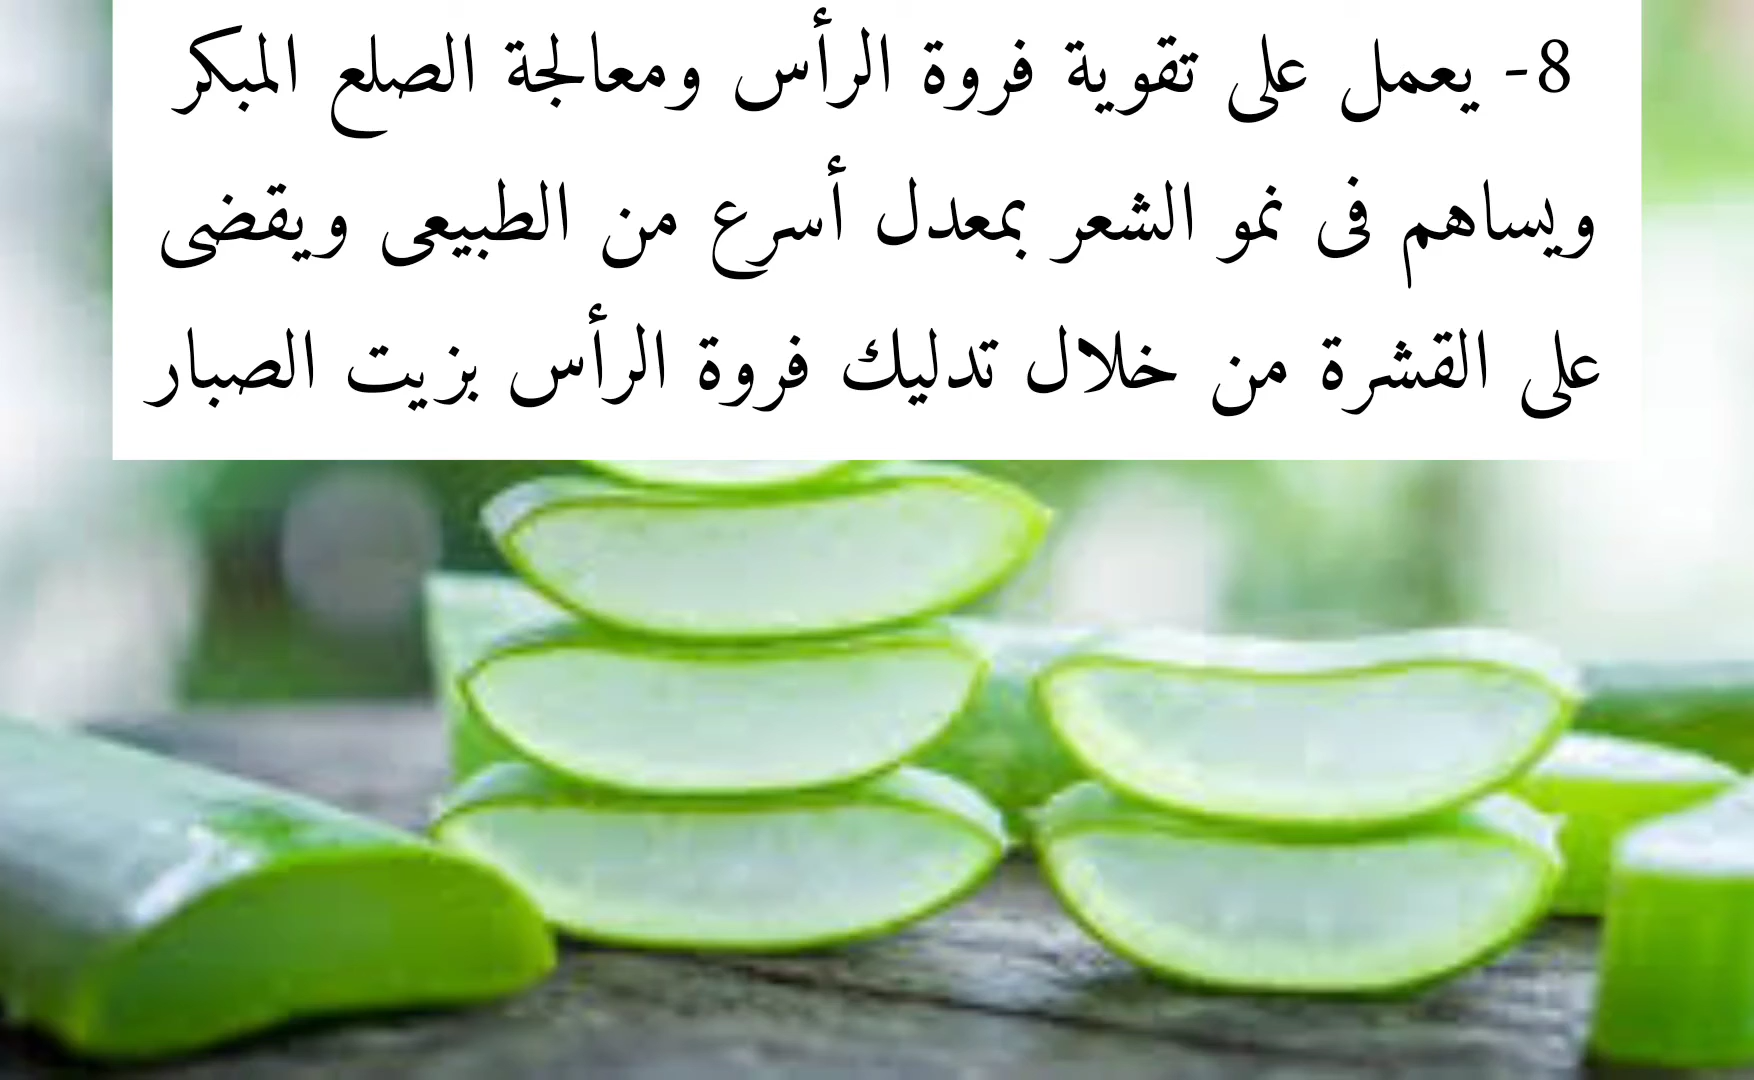 8- يعمل على تقوية فروة الرأس ومعالجة الصلع المبكر
ويساهم فى نمو الشعر بمعدل أسرع من الطبيعى ويقضى
على القشرة من خلال تدليك فروة الرأس بزيت الصبار